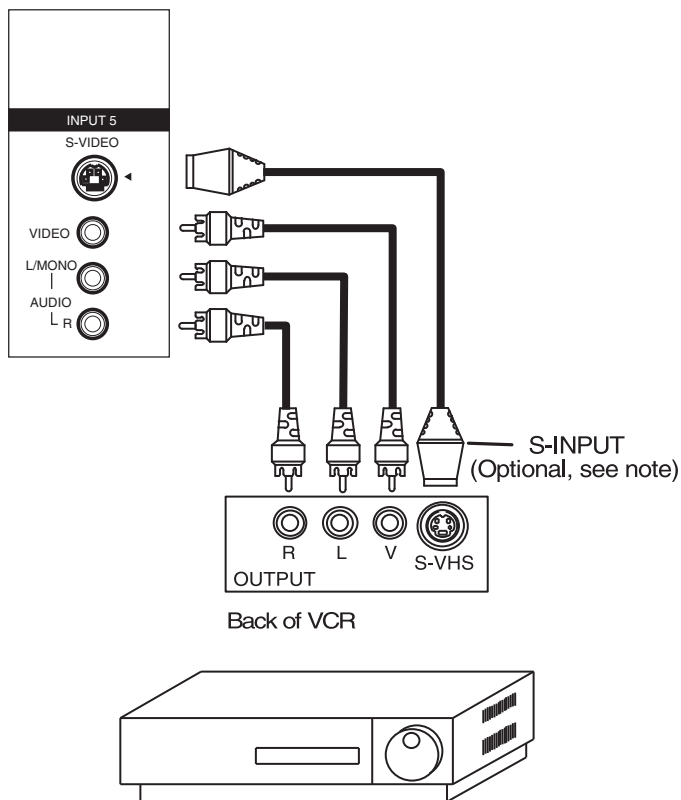 INPUT 5
S-VIDEO
VIDEO
L/MONO
AUDIO
R
S-INPUT
(Optional, see note)
R L V S-VHS
OUTPUT
Back of VCR